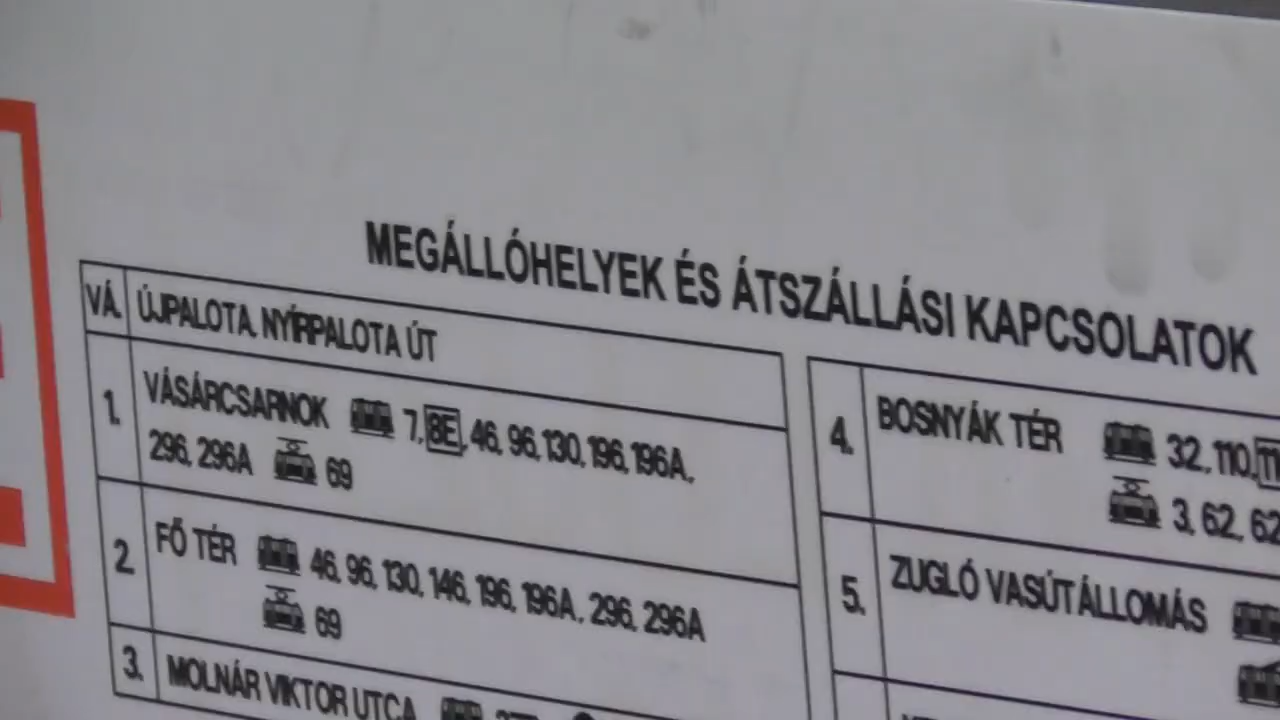 MEGÁLLÓHELYEK ÉS ÁTSZÁLLÁSI KAPCSOLATOK
VÁ. ÚJPALOTA, NYÍRPALOTA ÚT
1. VÁSÁRCSARNOK 7, 8E, 46, 96, 130, 196, 196A,
296, 296A 69
2. FŐ TÉR 46, 96, 130, 146, 196, 196A, 296, 296A
69
3. MOLNÁR VIKTOR UTCA
4. BOSNYÁK TÉR 32, 110,
3, 62, 62
5. ZUGLÓ VASÚTÁLLOMÁS